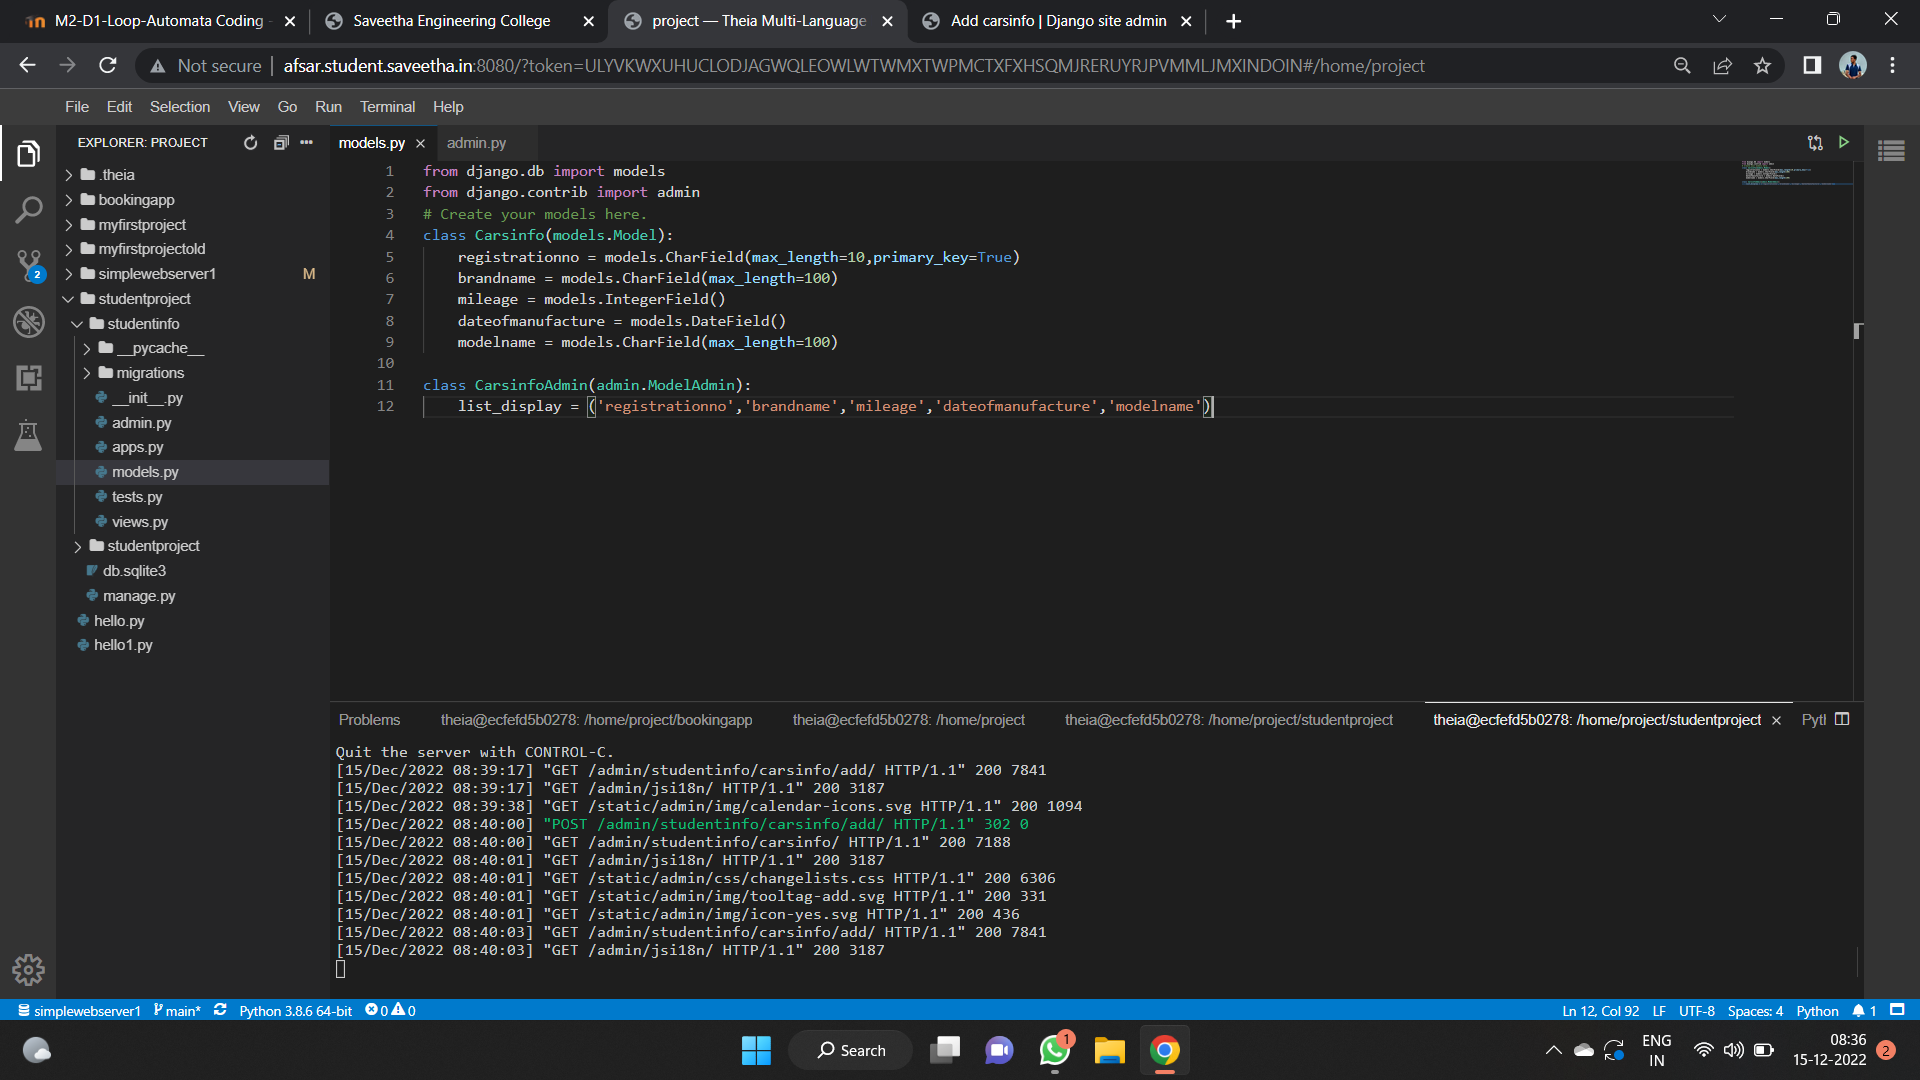 M2-D1-Loop-Automata Coding
Saveetha Engineering College
project — Theia Multi-Language
Add carsinfo | Django site admin
Not secure
afsar.student.saveetha.in:8080/?token=ULYVKWXUHUCLODJAGWQLEOWLWTWMXTWPMCTXFXHSQMJRERUYRJPVMMLJMXINDOIN#/home/project
File Edit Selection View Go Run Terminal Help
EXPLORER: PROJECT
.theia
bookingapp
myfirstproject
myfirstprojectold
simplewebserver1 M
studentproject
studentinfo
__pycache__
migrations
__init__.py
admin.py
apps.py
models.py
tests.py
views.py
studentproject
db.sqlite3
manage.py
hello.py
hello1.py
2
models.py
admin.py
1 from django.db import models
2 from django.contrib import admin
3 # Create your models here.
4 class Carsinfo(models.Model):
5 registrationno = models.CharField(max_length=10,primary_key=True)
6 brandname = models.CharField(max_length=100)
7 mileage = models.IntegerField()
8 dateofmanufacture = models.DateField()
9 modelname = models.CharField(max_length=100)
10
11 class CarsinfoAdmin(admin.ModelAdmin):
12 list_display = ('registrationno','brandname','mileage','dateofmanufacture','modelname')
Problems theia@ecfefd5b0278: /home/project/bookingapp theia@ecfefd5b0278: /home/project theia@ecfefd5b0278: /home/project/studentproject theia@ecfefd5b0278: /home/project/studentproject Pytl
Quit the server with CONTROL-C.
[15/Dec/2022 08:39:17] "GET /admin/studentinfo/carsinfo/add/ HTTP/1.1" 200 7841
[15/Dec/2022 08:39:17] "GET /admin/jsi18n/ HTTP/1.1" 200 3187
[15/Dec/2022 08:39:38] "GET /static/admin/img/calendar-icons.svg HTTP/1.1" 200 1094
[15/Dec/2022 08:40:00] "POST /admin/studentinfo/carsinfo/add/ HTTP/1.1" 302 0
[15/Dec/2022 08:40:00] "GET /admin/studentinfo/carsinfo/ HTTP/1.1" 200 7188
[15/Dec/2022 08:40:01] "GET /admin/jsi18n/ HTTP/1.1" 200 3187
[15/Dec/2022 08:40:01] "GET /static/admin/css/changelists.css HTTP/1.1" 200 6306
[15/Dec/2022 08:40:01] "GET /static/admin/img/tooltag-add.svg HTTP/1.1" 200 331
[15/Dec/2022 08:40:01] "GET /static/admin/img/icon-yes.svg HTTP/1.1" 200 436
[15/Dec/2022 08:40:03] "GET /admin/studentinfo/carsinfo/add/ HTTP/1.1" 200 7841
[15/Dec/2022 08:40:03] "GET /admin/jsi18n/ HTTP/1.1" 200 3187
simplewebserver1 main* Python 3.8.6 64-bit 0 0 Ln 12, Col 92 LF UTF-8 Spaces: 4 Python 1
Search
1
ENG
IN
08:36
15-12-2022
2